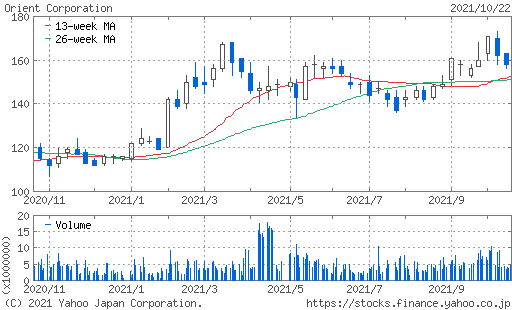 Orient Corporation 2021/10/22
13-week MA
26-week MA
180
160
140
120
100
2020/11 2021/1 2021/3 2021/5 2021/7 2021/9
Volume
20
15
10
5
0
(x1000000)
2020/11 2021/1 2021/3 2021/5 2021/7 2021/9
(C) 2021 Yahoo Japan Corporation. https://stocks.finance.yahoo.co.jp/